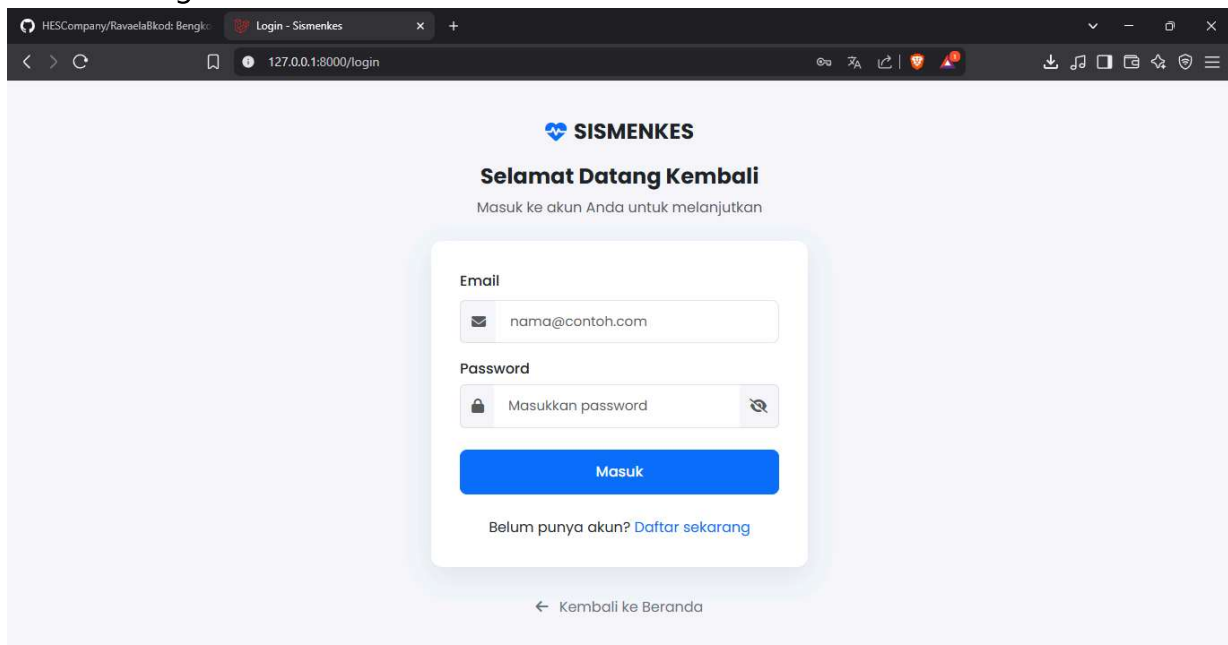 HESCompany/RavaelaBkod: Bengko
Login - Sismenkes
127.0.0.1:8000/login
SISMENKES
Selamat Datang Kembali
Masuk ke akun Anda untuk melanjutkan
Email
nama@contoh.com
Password
Masukkan password
Masuk
Belum punya akun? Daftar sekarang
← Kembali ke Beranda